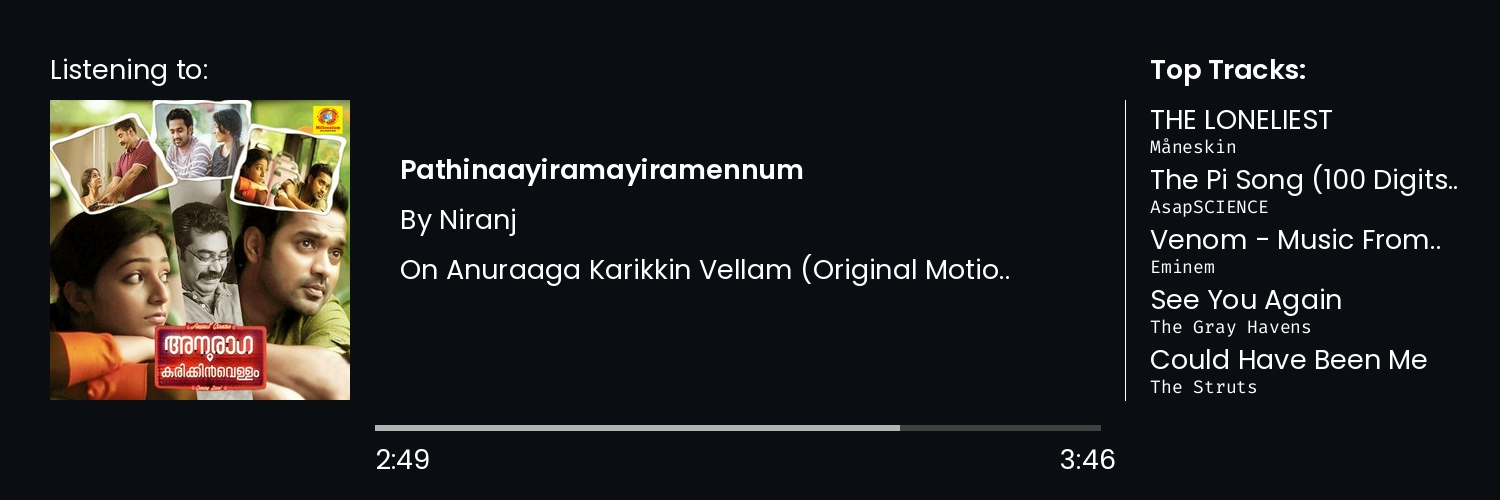 Listening to:
Millennium
അനുരാഗ
കരിക്കിൻവെള്ളം
Pathinaayiramayiramennum
By Niranj
On Anuraaga Karikkin Vellam (Original Motio..
2:49
3:46
Top Tracks:
THE LONELIEST
Måneskin
The Pi Song (100 Digits..
AsapSCIENCE
Venom - Music From..
Eminem
See You Again
The Gray Havens
Could Have Been Me
The Struts